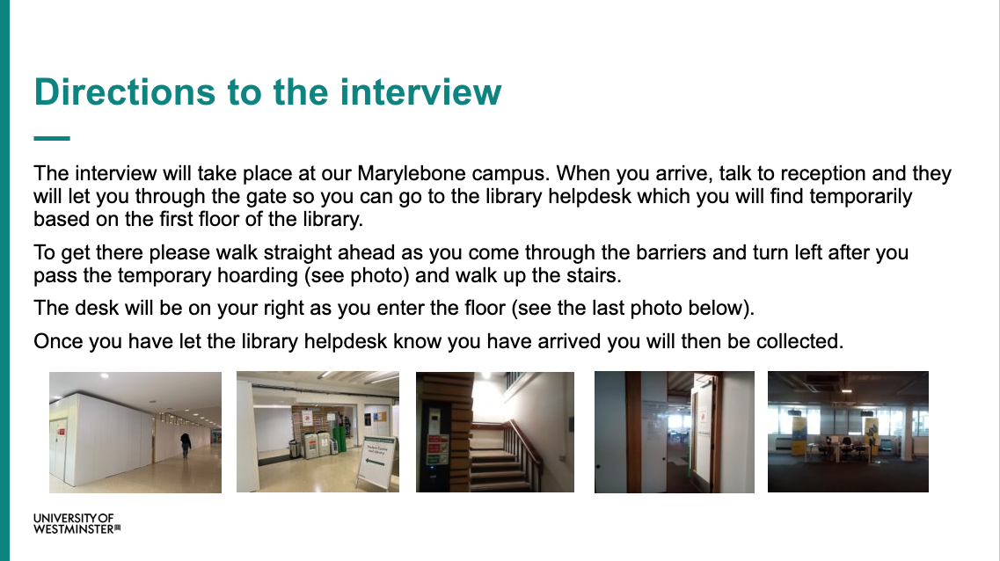 Directions to the interview
The interview will take place at our Marylebone campus. When you arrive, talk to reception and they
will let you through the gate so you can go to the library helpdesk which you will find temporarily
based on the first floor of the library.
To get there please walk straight ahead as you come through the barriers and turn left after you
pass the temporary hoarding (see photo) and walk up the stairs.
The desk will be on your right as you enter the floor (see the last photo below).
Once you have let the library helpdesk know you have arrived you will then be collected.
Student Centre
and Library
UNIVERSITY OF
WESTMINSTER